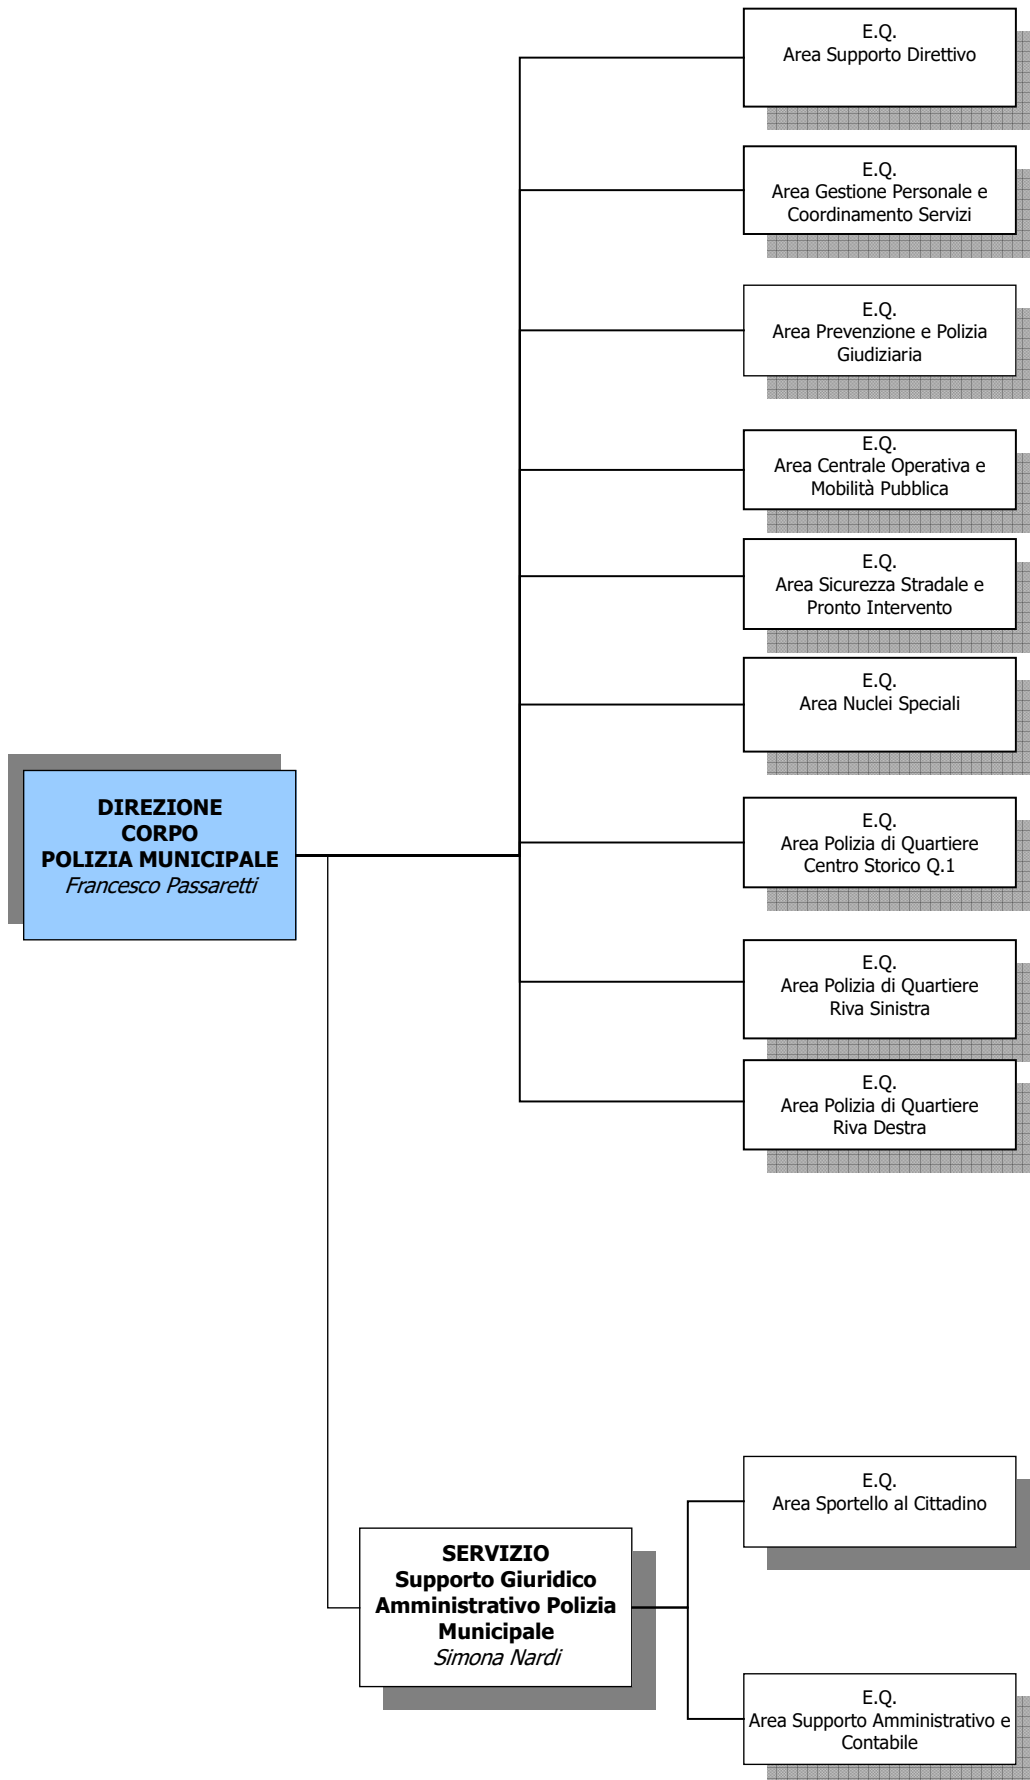 E.Q.
Area Supporto Direttivo
E.Q.
Area Gestione Personale e
Coordinamento Servizi
E.Q.
Area Prevenzione e Polizia
Giudiziaria
E.Q.
Area Centrale Operativa e
Mobilità Pubblica
E.Q.
Area Sicurezza Stradale e
Pronto Intervento
E.Q.
Area Nuclei Speciali
DIREZIONE
CORPO
POLIZIA MUNICIPALE
Francesco Passaretti
E.Q.
Area Polizia di Quartiere
Centro Storico Q.1
E.Q.
Area Polizia di Quartiere
Riva Sinistra
E.Q.
Area Polizia di Quartiere
Riva Destra
SERVIZIO
Supporto Giuridico
Amministrativo Polizia
Municipale
Simona Nardi
E.Q.
Area Sportello al Cittadino
E.Q.
Area Supporto Amministrativo e
Contabile